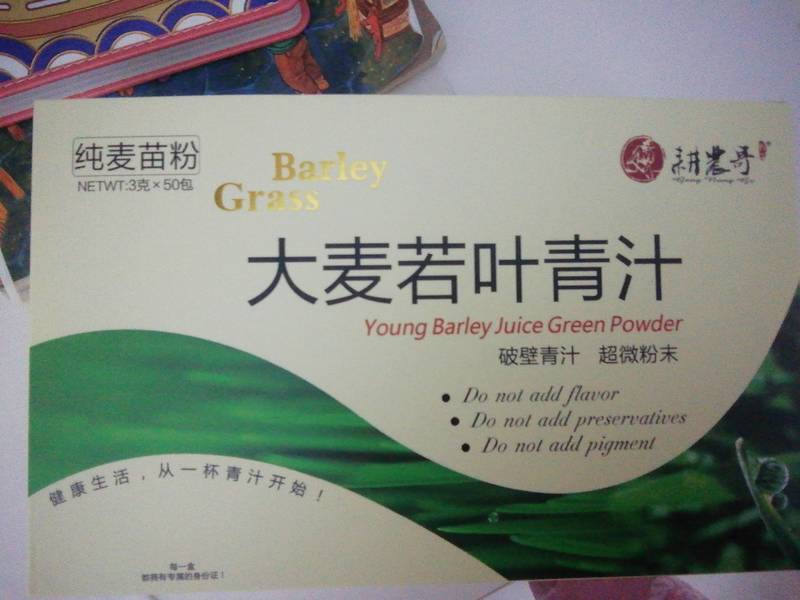 纯麦苗粉
NETWT:3克×50包
Barley
Grass
耕农哥
大麦若叶青汁
Young Barley Juice Green Powder
破壁青汁 超微粉末
• Do not add flavor
• Do not add preservatives
• Do not add pigment
健康生活，从一杯青汁开始！
每一盒
都拥有专属的身份证！